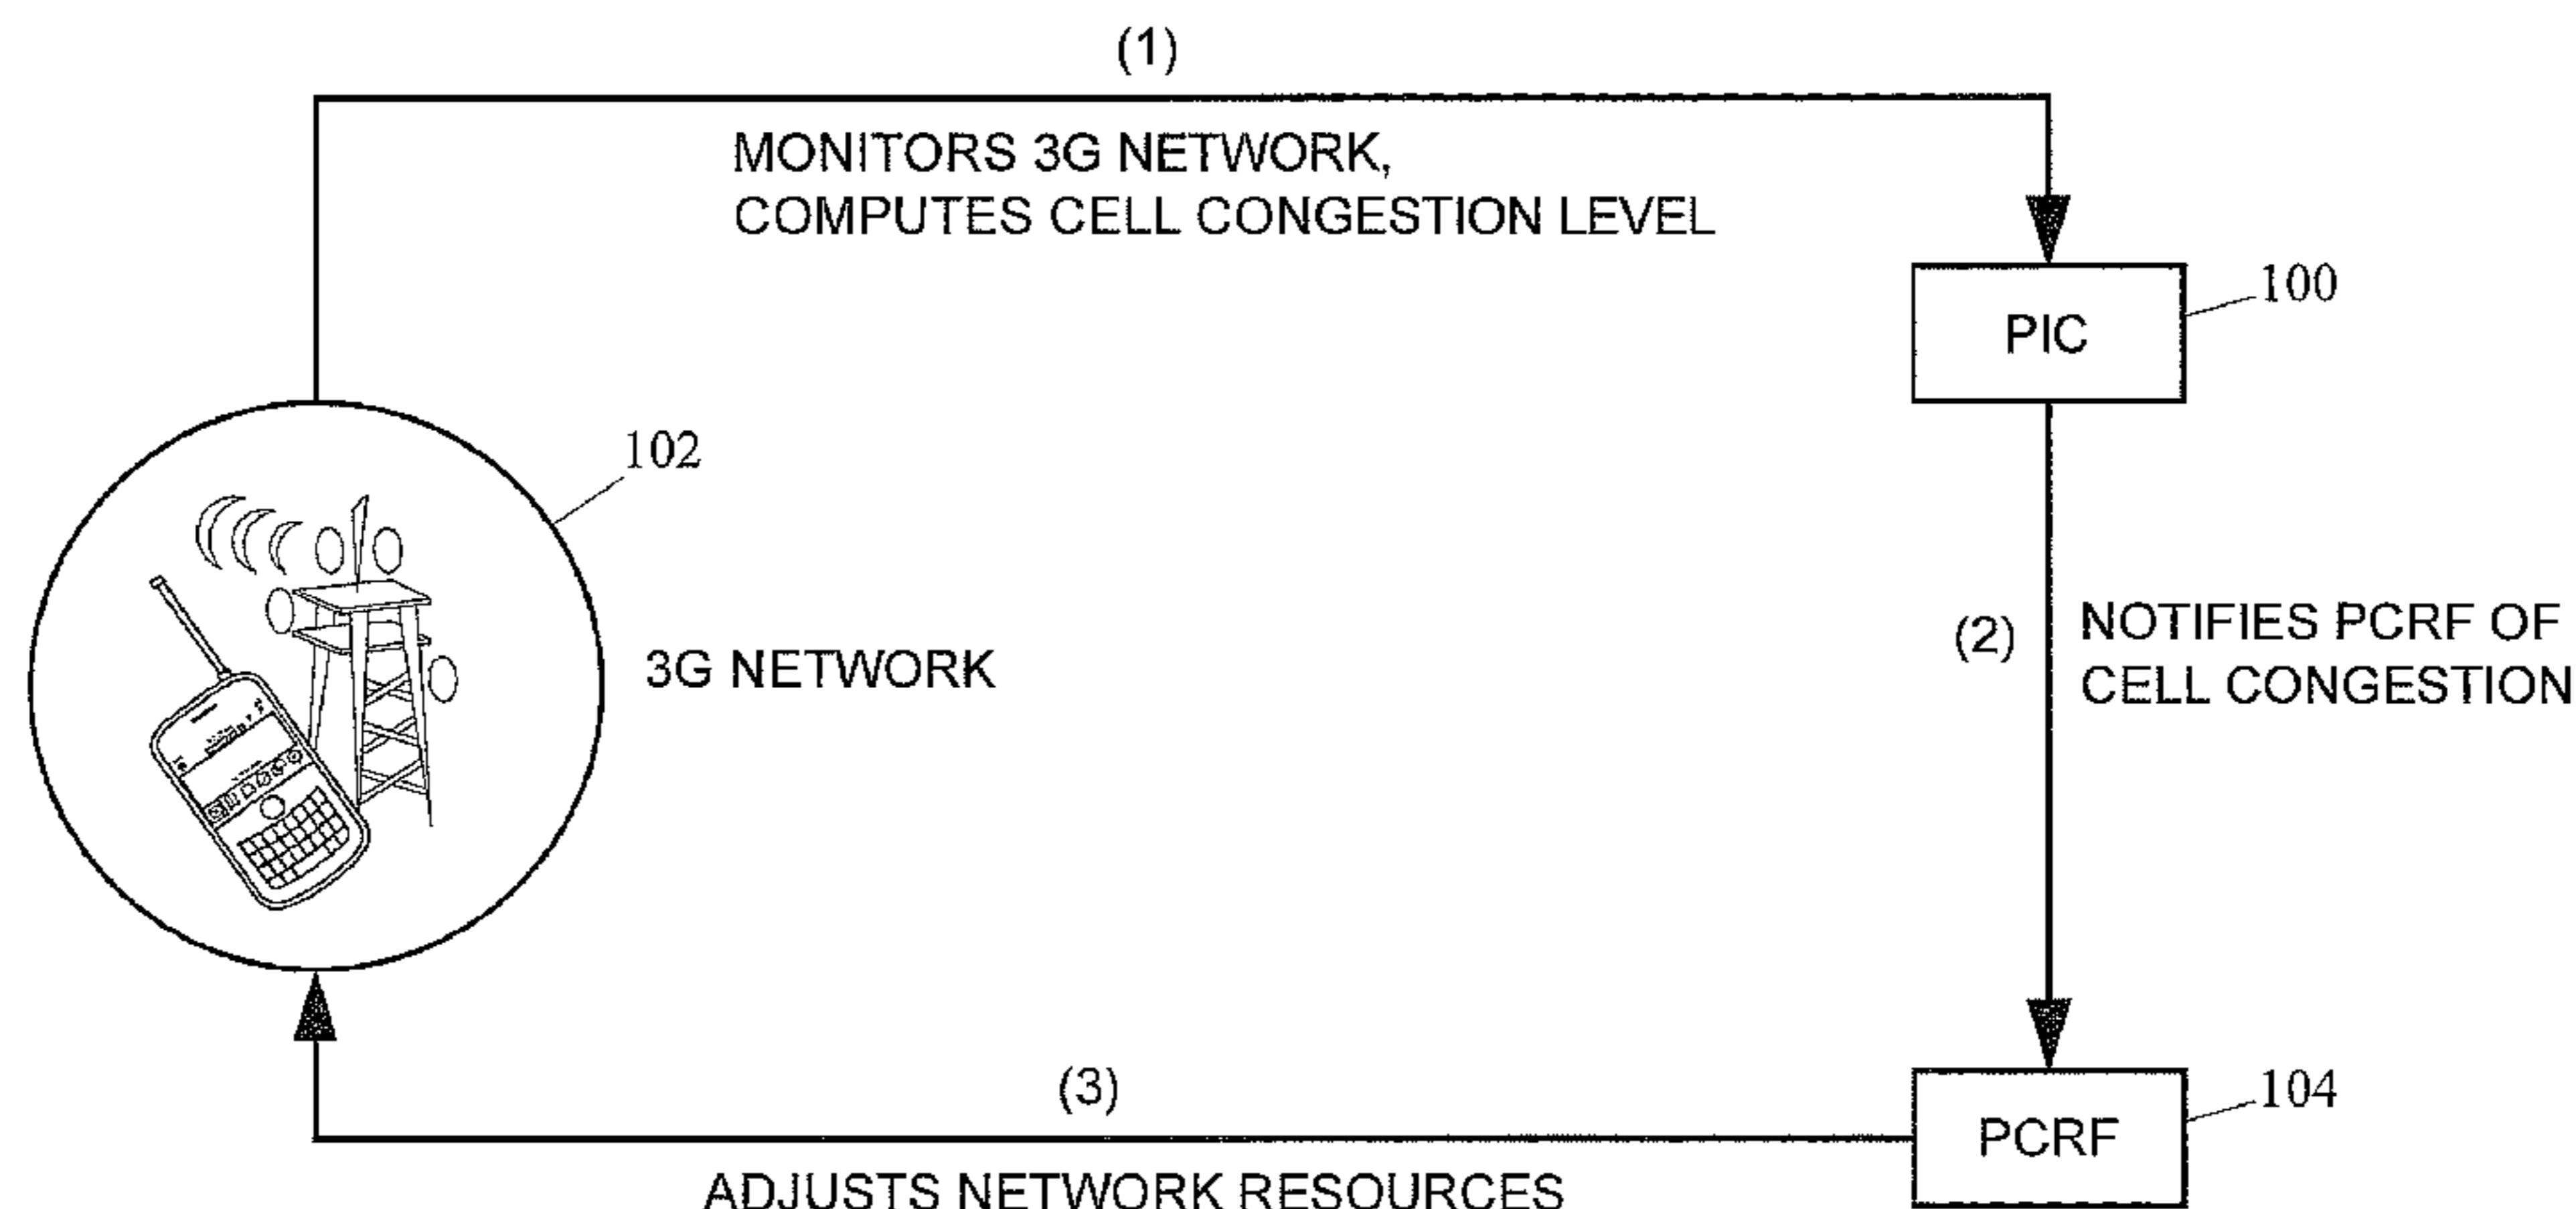 (1)
MONITORS 3G NETWORK,
COMPUTES CELL CONGESTION LEVEL
100
PIC
102
3G NETWORK
(2)
NOTIFIES PCRF OF
CELL CONGESTION
(3)
104
PCRF
ADJUSTS NETWORK RESOURCES